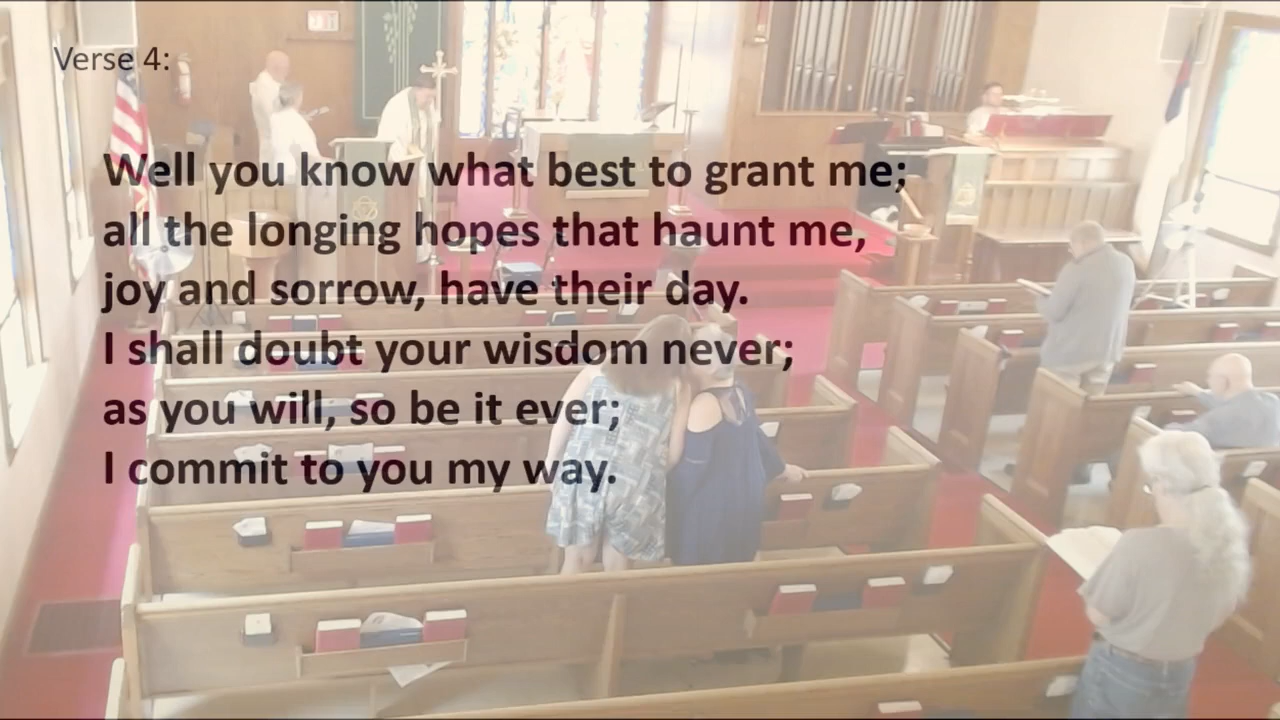 Verse 4:
Well you know what best to grant me;
all the longing hopes that haunt me,
joy and sorrow, have their day.
I shall doubt your wisdom never;
as you will, so be it ever;
I commit to you my way.